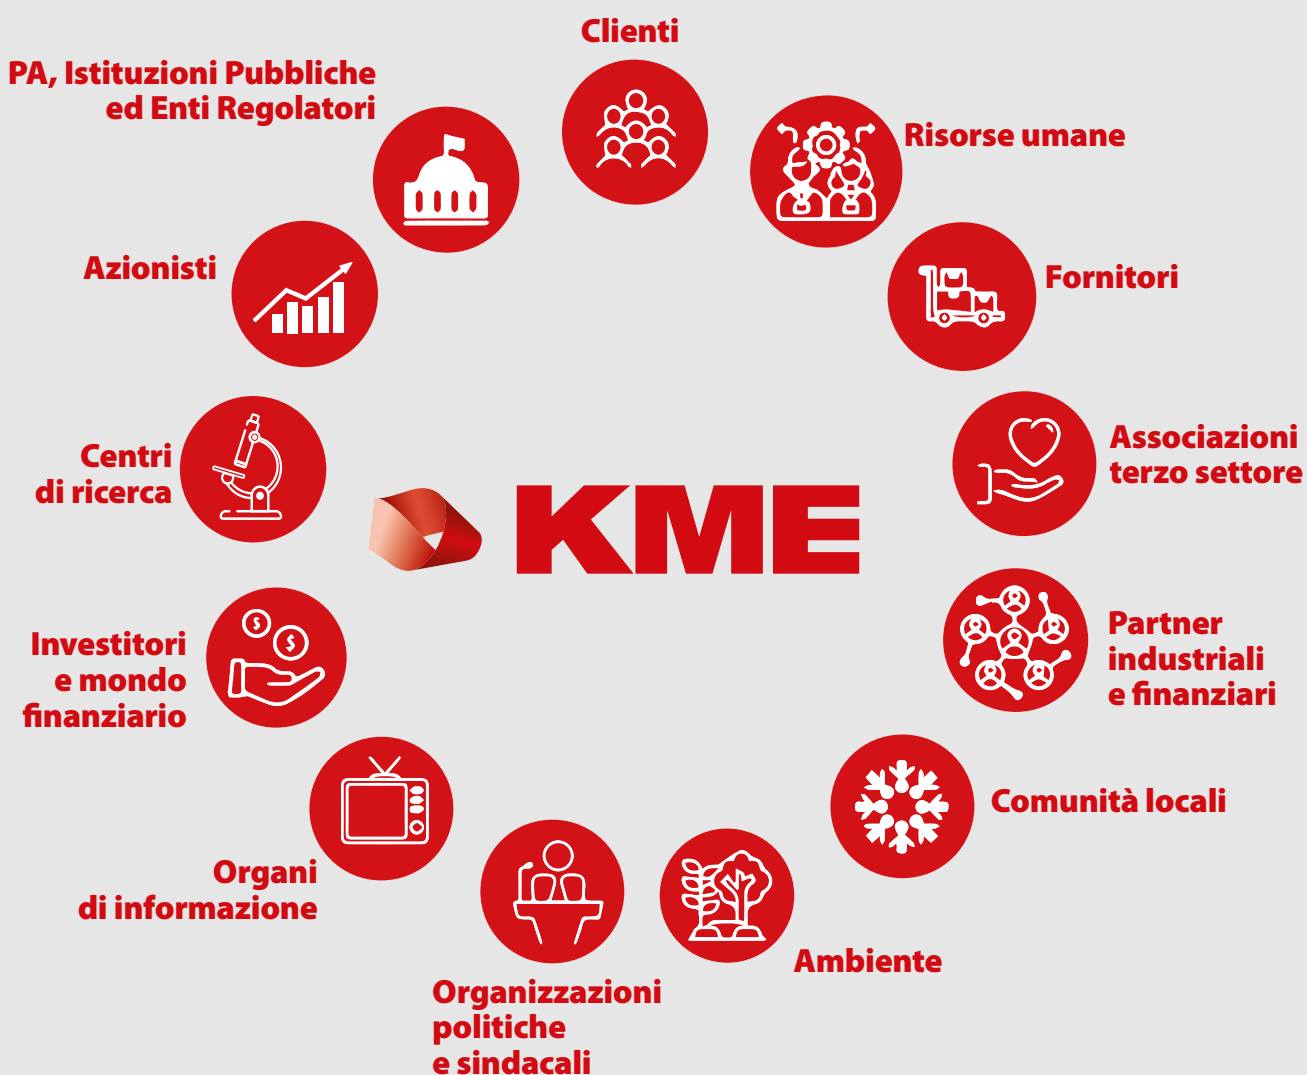 Clienti
PA, Istituzioni Pubbliche
ed Enti Regolatori
Risorse umane
Azionisti
Fornitori
Centri
di ricerca
Associazioni
terzo settore
KME
Investitori
e mondo
finanziario
Partner
industriali
e finanziari
Comunità locali
Organi
di informazione
Ambiente
Organizzazioni
politiche
e sindacali